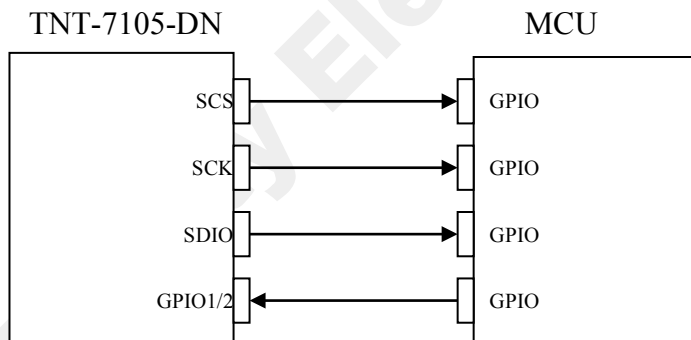 TNT-7105-DN MCU
SCS GPIO
SCK GPIO
SDIO GPIO
GPIO1/2 GPIO